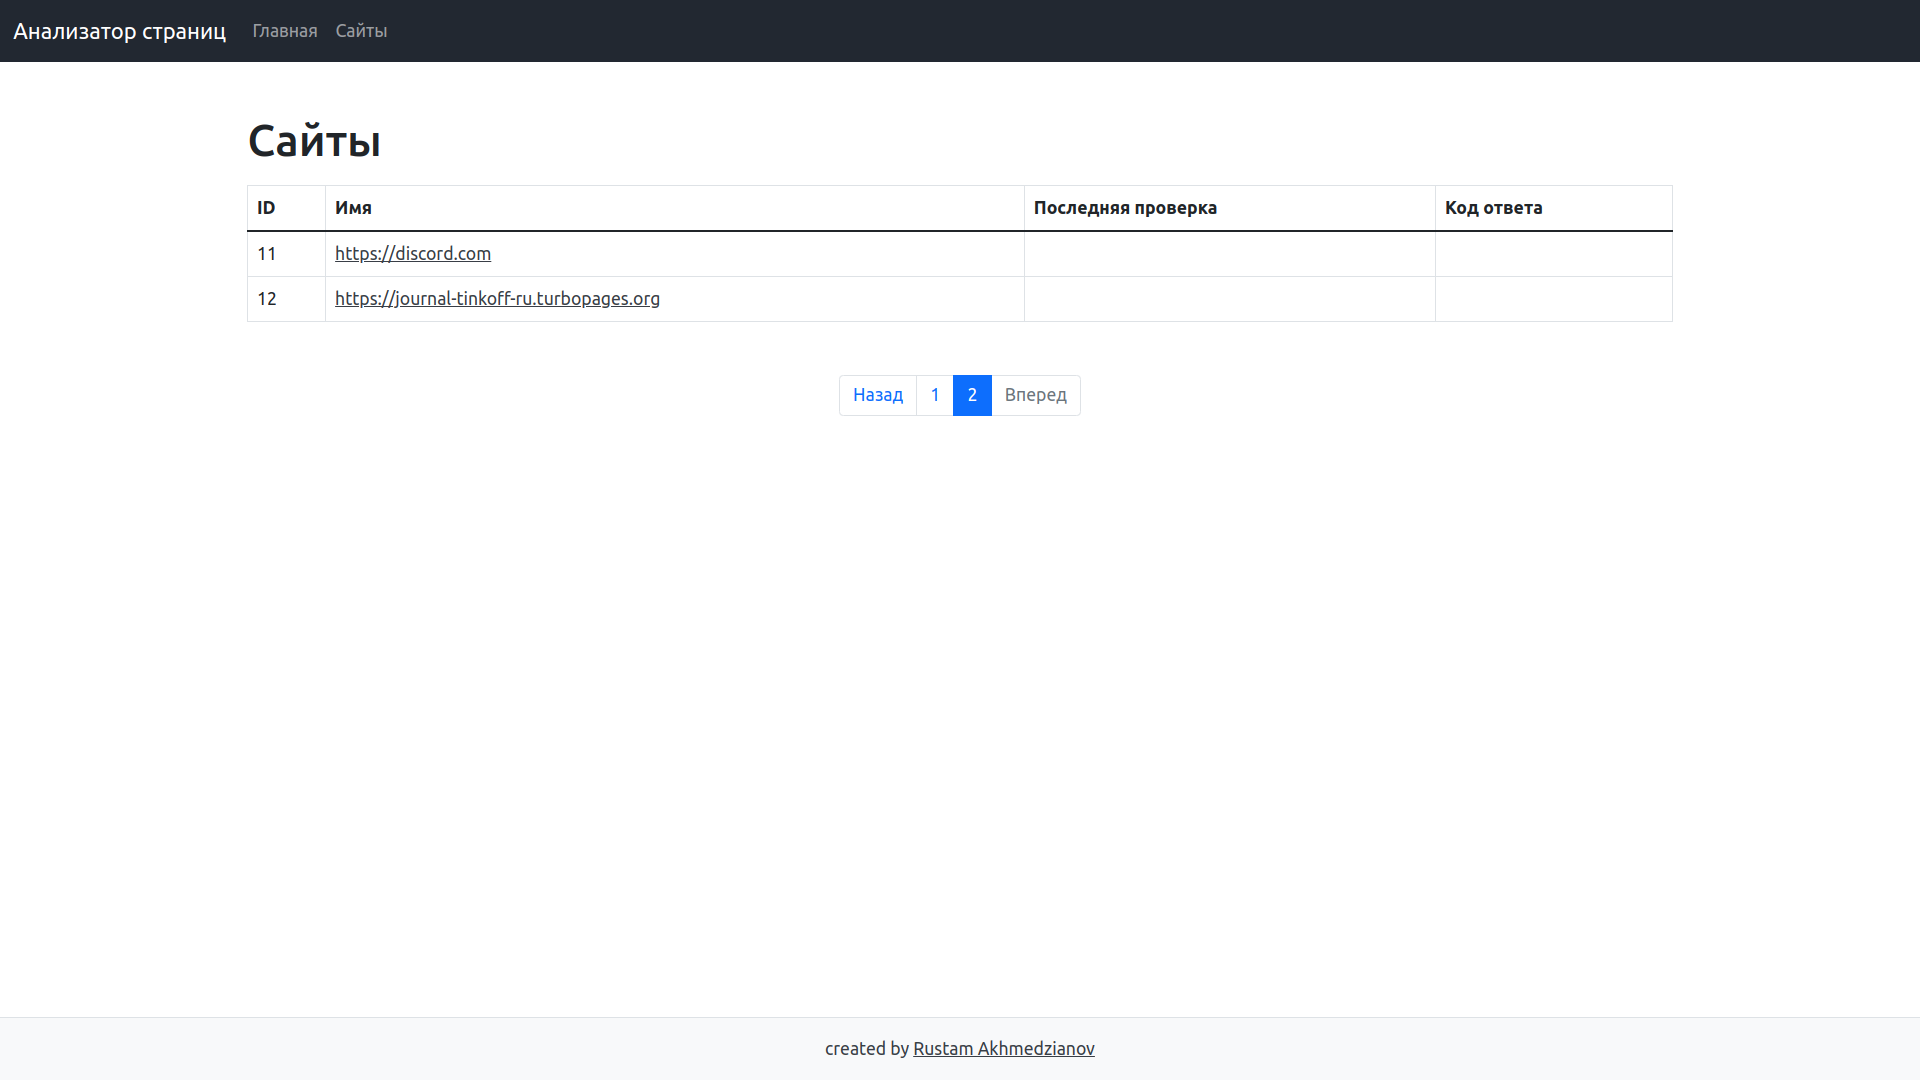 Анализатор страниц Главная Сайты
Сайты
ID Имя Последняя проверка Код ответа
11 https://discord.com
12 https://journal-tinkoff-ru.turbopages.org
Назад 1 2 Вперед
created by Rustam Akhmedzianov